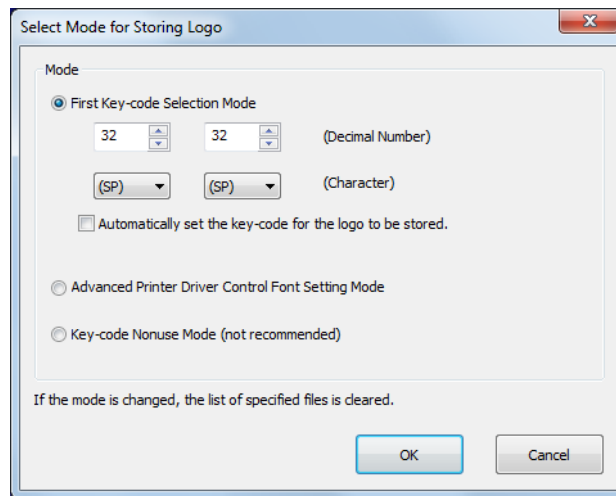 Select Mode for Storing Logo
Mode
First Key-code Selection Mode
32 32 (Decimal Number)
(SP) (SP) (Character)
Automatically set the key-code for the logo to be stored.
Advanced Printer Driver Control Font Setting Mode
Key-code Nonuse Mode (not recommended)
If the mode is changed, the list of specified files is cleared.
OK Cancel